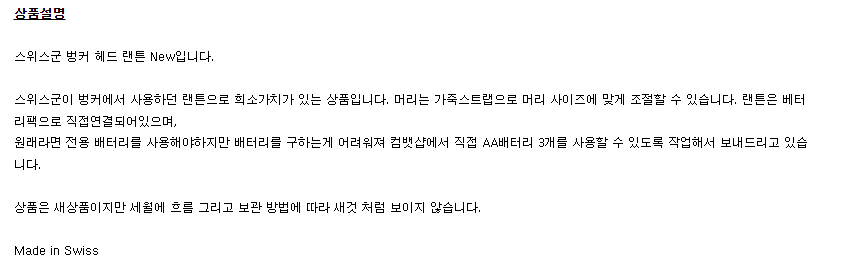 상품설명
스위스군 벙커 헤드 랜튼 New입니다.
스위스군이 벙커에서 사용하던 랜튼으로 희소가치가 있는 상품입니다. 머리는 가죽스트랩으로 머리 사이즈에 맞게 조절할 수 있습니다. 랜튼은 베터
리팩으로 직접연결되어있으며,
원래라면 전용 배터리를 사용해야하지만 배터리를 구하는게 어려워져 컴뱃샵에서 직접 AA배터리 3개를 사용할 수 있도록 작업해서 보내드리고 있습
니다.
상품은 새상품이지만 세월에 흐름 그리고 보관 방법에 따라 새것 처럼 보이지 않습니다.
Made in Swiss